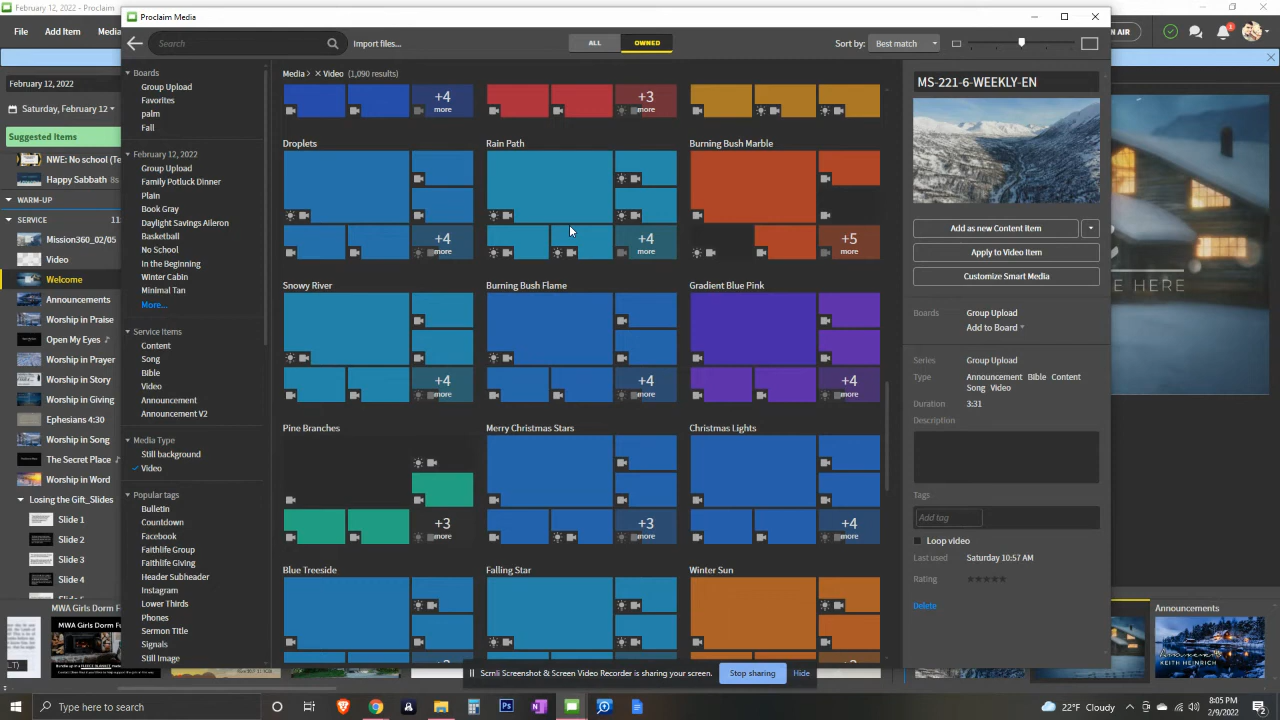 February 12, 2022 - Proclaim
Proclaim Media
File
Add Item
Media
AIR
Search
Import files...
ALL
OWNED
Sort by:
Best match
February 12, 2022
Saturday, February 12
Suggested Items
NWE: No school (Te
Happy Sabbath 8s
WARM-UP
SERVICE 11:
Mission360_02/05
Video
Welcome
Announcements
Worship in Praise
Open My Eyes
Worship in Prayer
Worship in Story
Worship in Giving
Ephesians 4:30
Worship in Song
The Secret Place
Worship in Word
Losing the Gift_Slides
Slide 1
Slide 2
Slide 3
Slide 4
Boards
Group Upload
Favorites
palm
Fall
February 12, 2022
Group Upload
Family Potluck Dinner
Plain
Book Gray
Daylight Savings Aileron
Basketball
No School
In the Beginning
Winter Cabin
Minimal Tan
More...
Service Items
Content
Song
Bible
Video
Announcement
Announcement V2
Media Type
Still background
Video
Popular tags
Bulletin
Countdown
Facebook
Faithlife Group
Faithlife Giving
Header Subheader
Instagram
Lower Thirds
Phones
Sermon Title
Signals
Still Image
Media > × Video (1,090 results)
+4
more
+3
more
Droplets
Rain Path
Burning Bush Marble
+4
more
+4
more
+5
more
Snowy River
Burning Bush Flame
Gradient Blue Pink
+4
more
+4
more
+4
more
Pine Branches
Merry Christmas Stars
Christmas Lights
+3
more
+3
more
+4
more
Blue Treeside
Falling Star
Winter Sun
MS-221-6-WEEKLY-EN
Add as new Content Item
Apply to Video Item
Customize Smart Media
Boards
Group Upload
Add to Board
Series
Group Upload
Type
Announcement Bible Content
Song Video
Duration
3:31
Description
Tags
Add tag
Loop video
Last used
Saturday 10:57 AM
Rating
Delete
E HERE
MWA Girls Dorm F
MWA Girls Dorm Fu
Announcements
ANNOUNCEMENTS
KEITH HEINRICH
Scrnli Screenshot & Screen Video Recorder is sharing your screen.
Stop sharing
Hide
Type here to search
22°F Cloudy
8:05 PM
2/9/2022